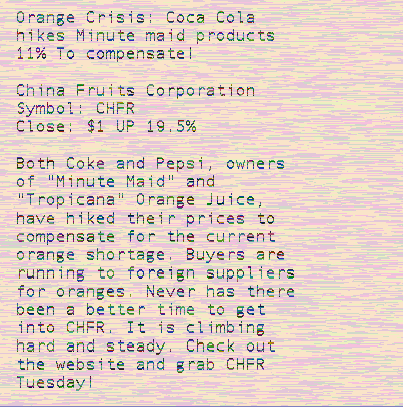 Orange Crisis: Coca Cola
hikes Minute maid products
11% To compensate!
China Fruits Corporation
Symbol: CHFR
Close: $1 UP 19.5%
Both Coke and Pepsi, owners
of "Minute Maid" and
"Tropicana" Orange Juice,
have hiked their prices to
compensate for the current
orange shortage. Buyers are
running to foreign suppliers
for oranges. Never has there
been a better time to get
into CHFR. It is climbing
hard and steady. Check out
the website and grab CHFR
Tuesday!